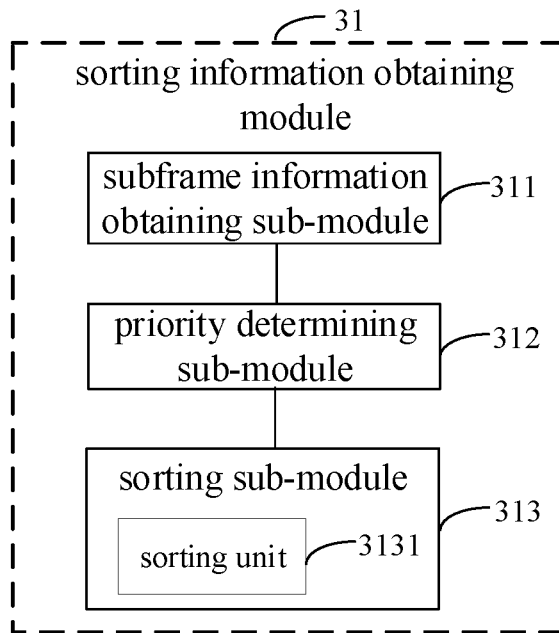 31
sorting information obtaining
module
subframe information
obtaining sub-module
311
priority determining
sub-module
312
sorting sub-module
313
sorting unit
3131